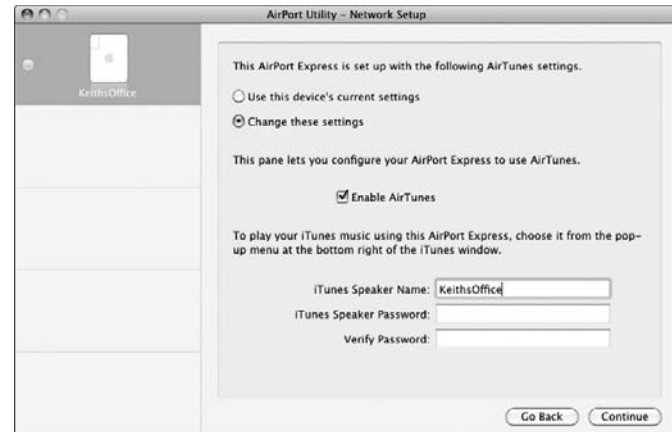 AirPort Utility – Network Setup
KeithsOffice
This AirPort Express is set up with the following AirTunes settings.
Use this device's current settings
Change these settings
This pane lets you configure your AirPort Express to use AirTunes.
Enable AirTunes
To play your iTunes music using this AirPort Express, choose it from the pop-
up menu at the bottom right of the iTunes window.
iTunes Speaker Name: KeithsOffice
iTunes Speaker Password:
Verify Password:
Go Back Continue